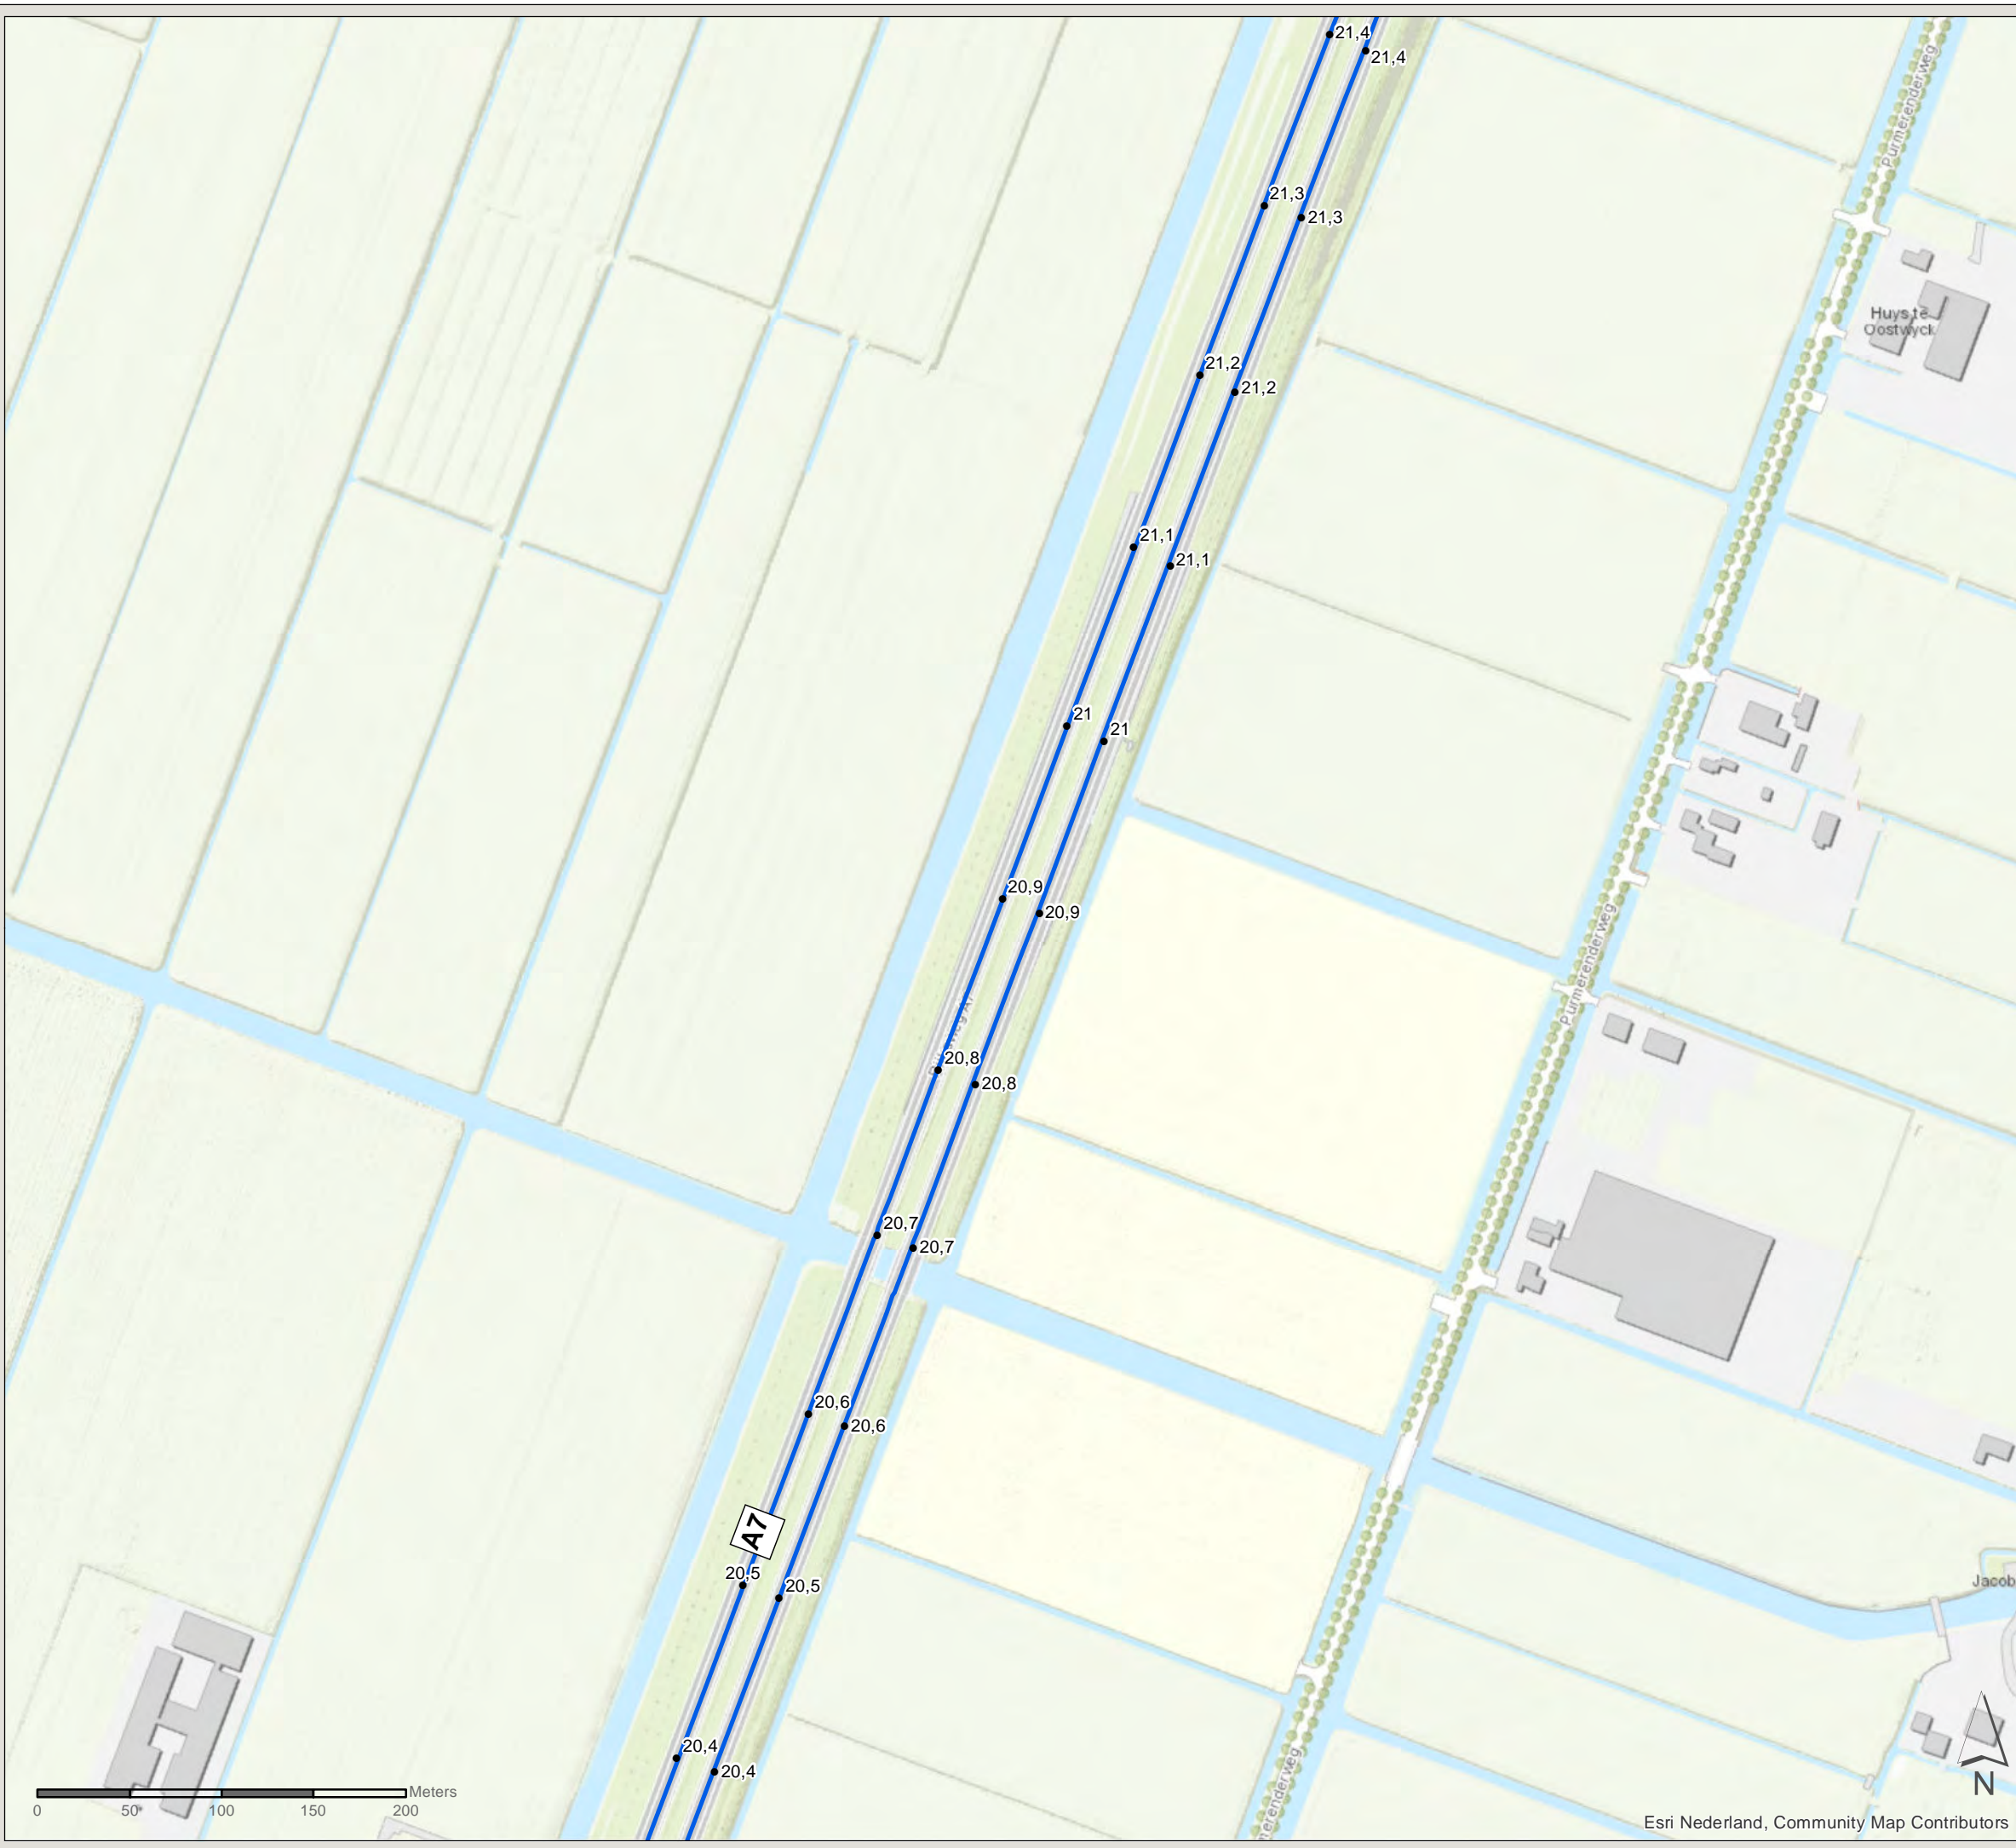 21,4
21,4
Purmerenderweg
21,3
21,3
Huys te
Oostwyck
21,2
21,2
21,1
21,1
21
21
20,9
20,9
Purmerenderweg
20,8
20,8
20,7
20,7
20,6
20,6
A7
20,5
20,5
Jacob
20,4
20,4
merenderweg
Meters
0 50 100 150 200
N
Esri Nederland, Community Map Contributors